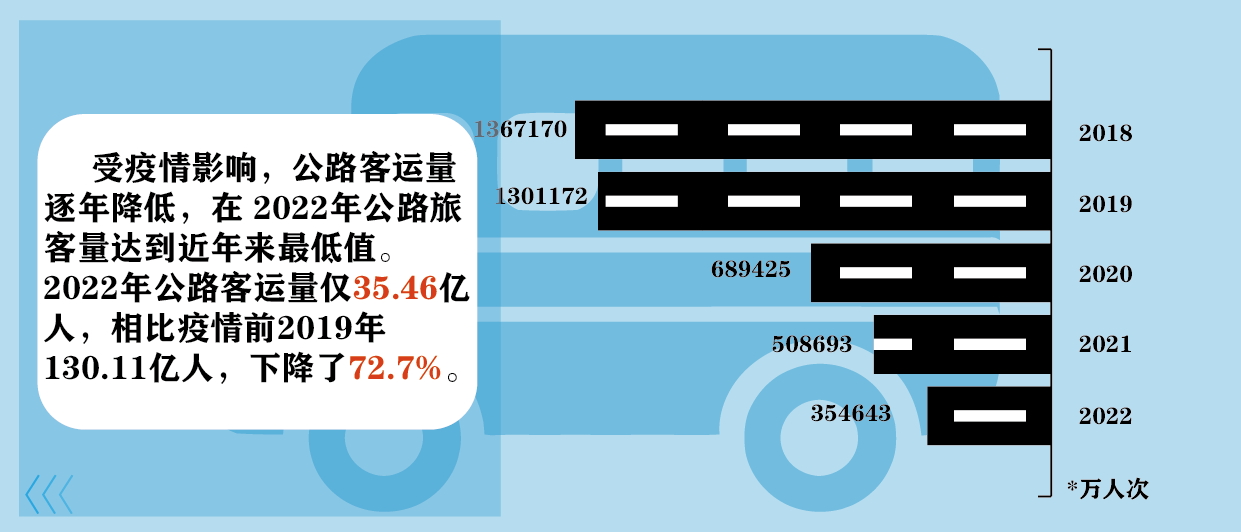 受疫情影响，公路客运量
逐年降低，在 2022年公路旅
客量达到近年来最低值。
2022年公路客运量仅35.46亿
人，相比疫情前2019年
130.11亿人，下降了72.7%。
1367170 2018
1301172 2019
689425 2020
508693 2021
354643 2022
*万人次